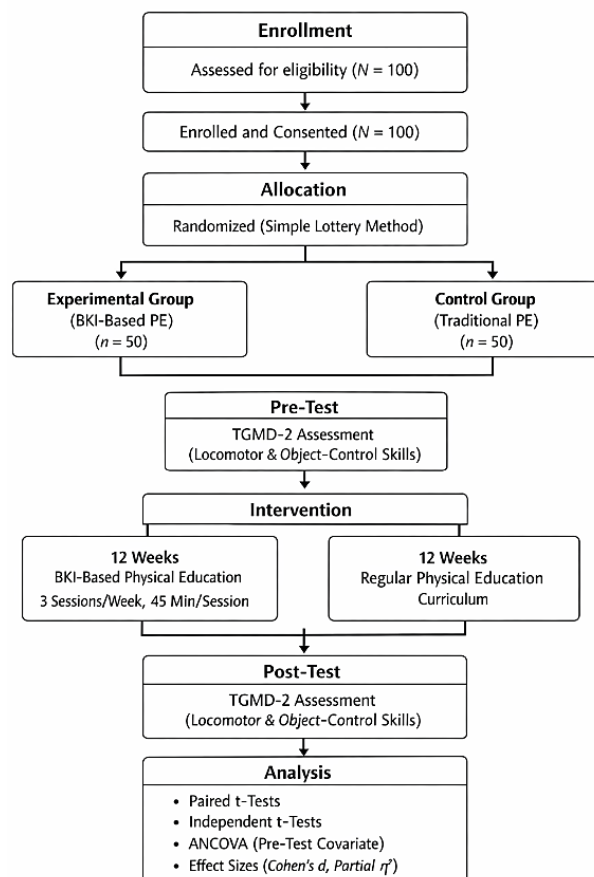 Enrollment
Assessed for eligibility (N = 100)
Enrolled and Consented (N = 100)
Allocation
Randomized (Simple Lottery Method)
Experimental Group
(BKI-Based PE)
(n = 50)
Control Group
(Traditional PE)
(n = 50)
Pre-Test
TGMD-2 Assessment
(Locomotor & Object-Control Skills)
Intervention
12 Weeks
BKI-Based Physical Education
3 Sessions/Week, 45 Min/Session
12 Weeks
Regular Physical Education
Curriculum
Post-Test
TGMD-2 Assessment
(Locomotor & Object-Control Skills)
Analysis
• Paired t-Tests
• Independent t-Tests
• ANCOVA (Pre-Test Covariate)
• Effect Sizes (Cohen's d, Partial η²)